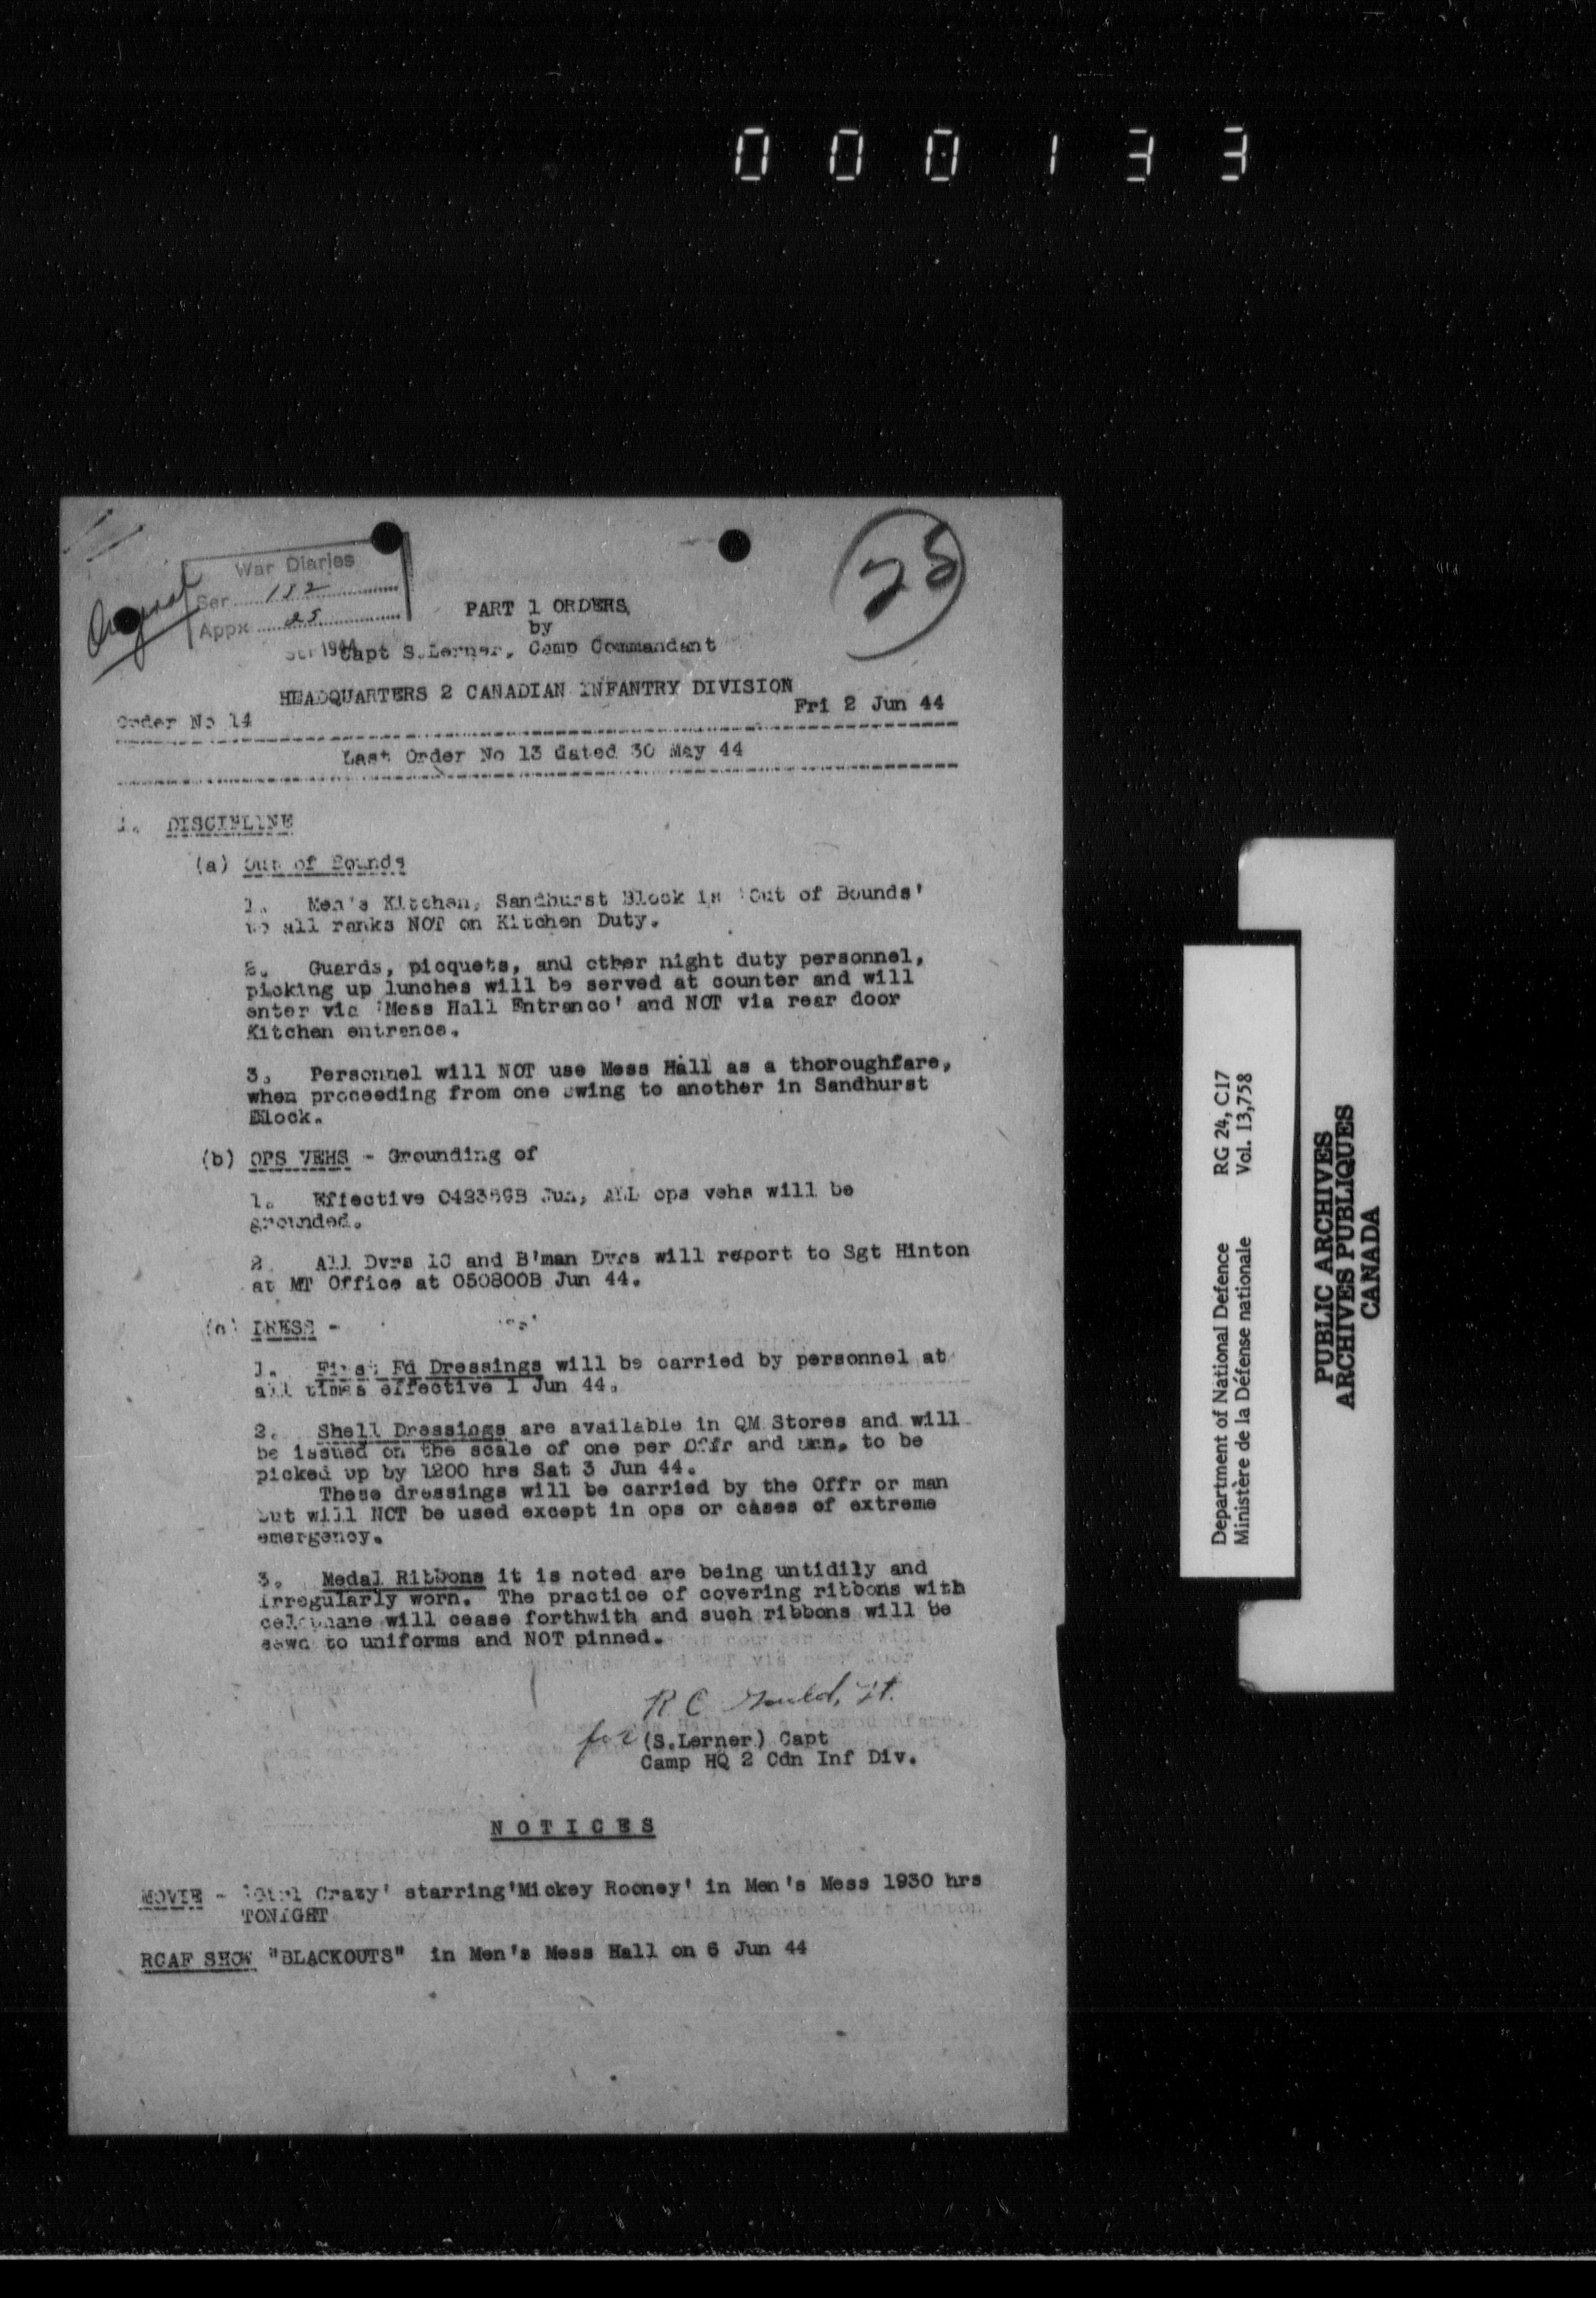 000133
War Diaries
Original
Ser 152
Appx 25
25
PART 1 ORDERS
by
1944
Capt S.Lerner, Camp Commandant
HEADQUARTERS 2 CANADIAN INFANTRY DIVISION
Fri 2 Jun 44
Order No 14
Last Order No 13 dated 30 May 44
1. DISCIPLINE
(a) Out of Bounds
1. Men's Kitchen, Sandhurst Block is 'Out of Bounds'
to all ranks NOT on Kitchen Duty.
2. Guards, picquets, and other night duty personnel,
picking up lunches will be served at counter and will
enter via 'Mess Hall Entrance' and NOT via rear door
Kitchen entrence.
3. Personnel will NOT use Mess Hall as a thoroughfare,
when proceeding from one wing to another in Sandhurst
Block.
(b) OPS VEHS - Grounding of
1. Effective 042359B Jun, ALL ops vehs will be
grounded.
2 All Dvrs IC and B'man Dvrs will report to Sgt Hinton
at MT Office at 050800B Jun 44.
(c) DRESS -
1. First Fd Dressings will be carried by personnel at
all times effective 1 Jun 44.
2. Shell Dressings are available in QM Stores and will
be issued on the scale of one per Offr and man, to be
picked up by 1200 hrs Sat 3 Jun 44.
These dressings will be carried by the Offr or man
but will NOT be used except in ops or cases of extreme
emergency.
3. Medal Ribbons it is noted are being untidily and
irregularly worn. The practice of covering ribbons with
celophane will cease forthwith and such ribbons will be
sewd to uniforms and NOT pinned.
R C Gould, Lt.
for (S.Lerner) Capt
Camp HQ 2 Cdn Inf Div.
NOTICES
MOVIE - 'Girl Crazy' starring 'Mickey Rooney' in Men's Mess 1930 hrs
TONIGHT
RCAF SHOW "BLACKOUTS" in Men's Mess Hall on 6 Jun 44
Department of National Defence RG 24, C17
Ministère de la Défense nationale Vol. 13,758
PUBLIC ARCHIVES
ARCHIVES PUBLIQUES
CANADA